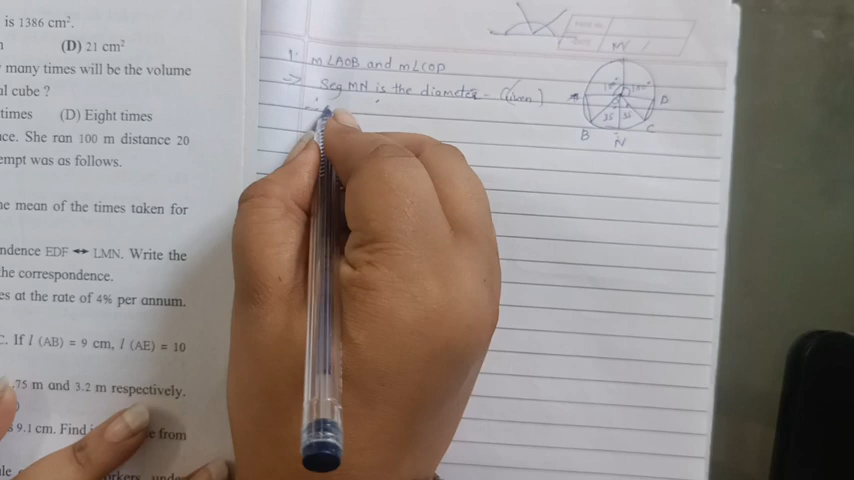 is 1386 cm².
(D) 21 cm²
many times will be the volume
al cube ?
times (D) Eight times
ce. She ran 100 m distance 20
empt was as follows.
he mean of the times taken for
ndence EDF ↔ LMN. Write the
the correspondence.
es at the rate of 4% per annum.
C. If l (AB) = 9 cm, l (AE) = 10
.75 m and 3.2 m respectively.
s 9.1 cm. Find
e from
m∠AOB and m∠COD
→ Seg MN is the diameter - (Given)
M
O
D
35 35
B
C
N